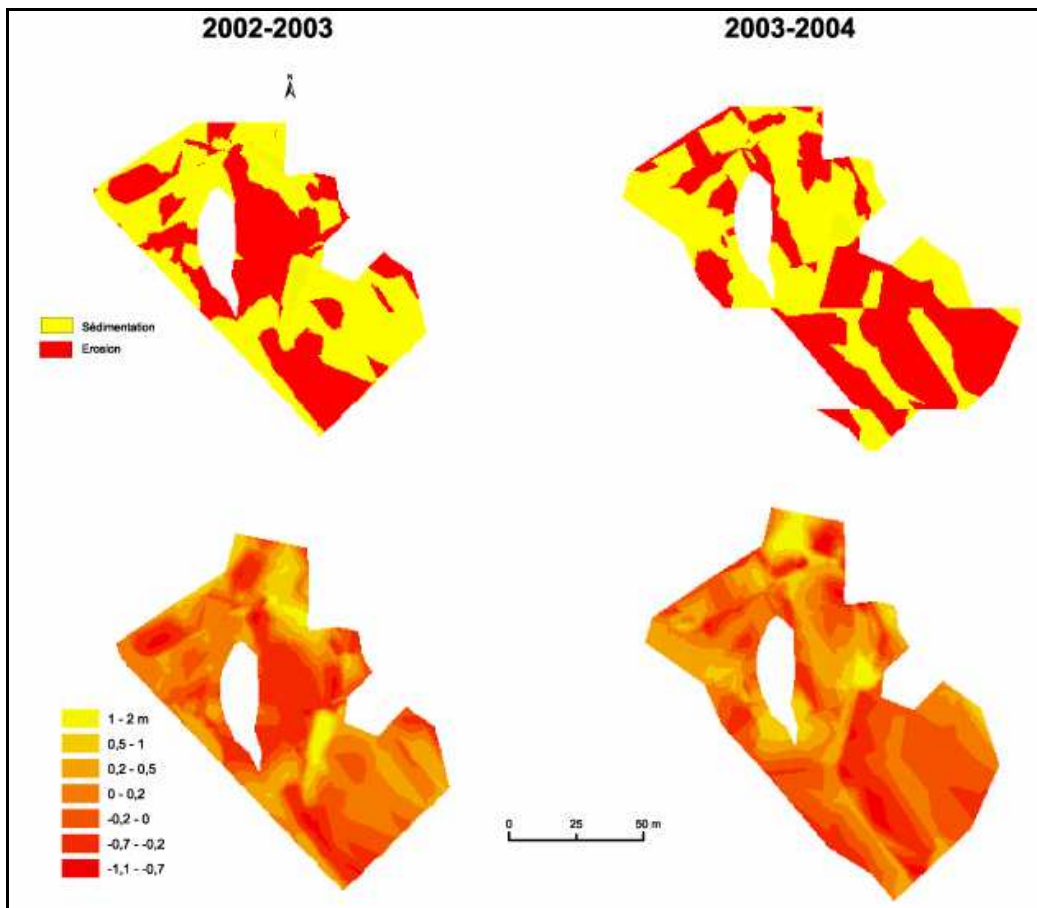 2002-2003
2003-2004
N
Sédimentation
Erosion
1 - 2 m
0,5 - 1
0,2 - 0,5
0 - 0,2
-0,2 - 0
-0,7 - -0,2
-1,1 - -0,7
0 25 50 m